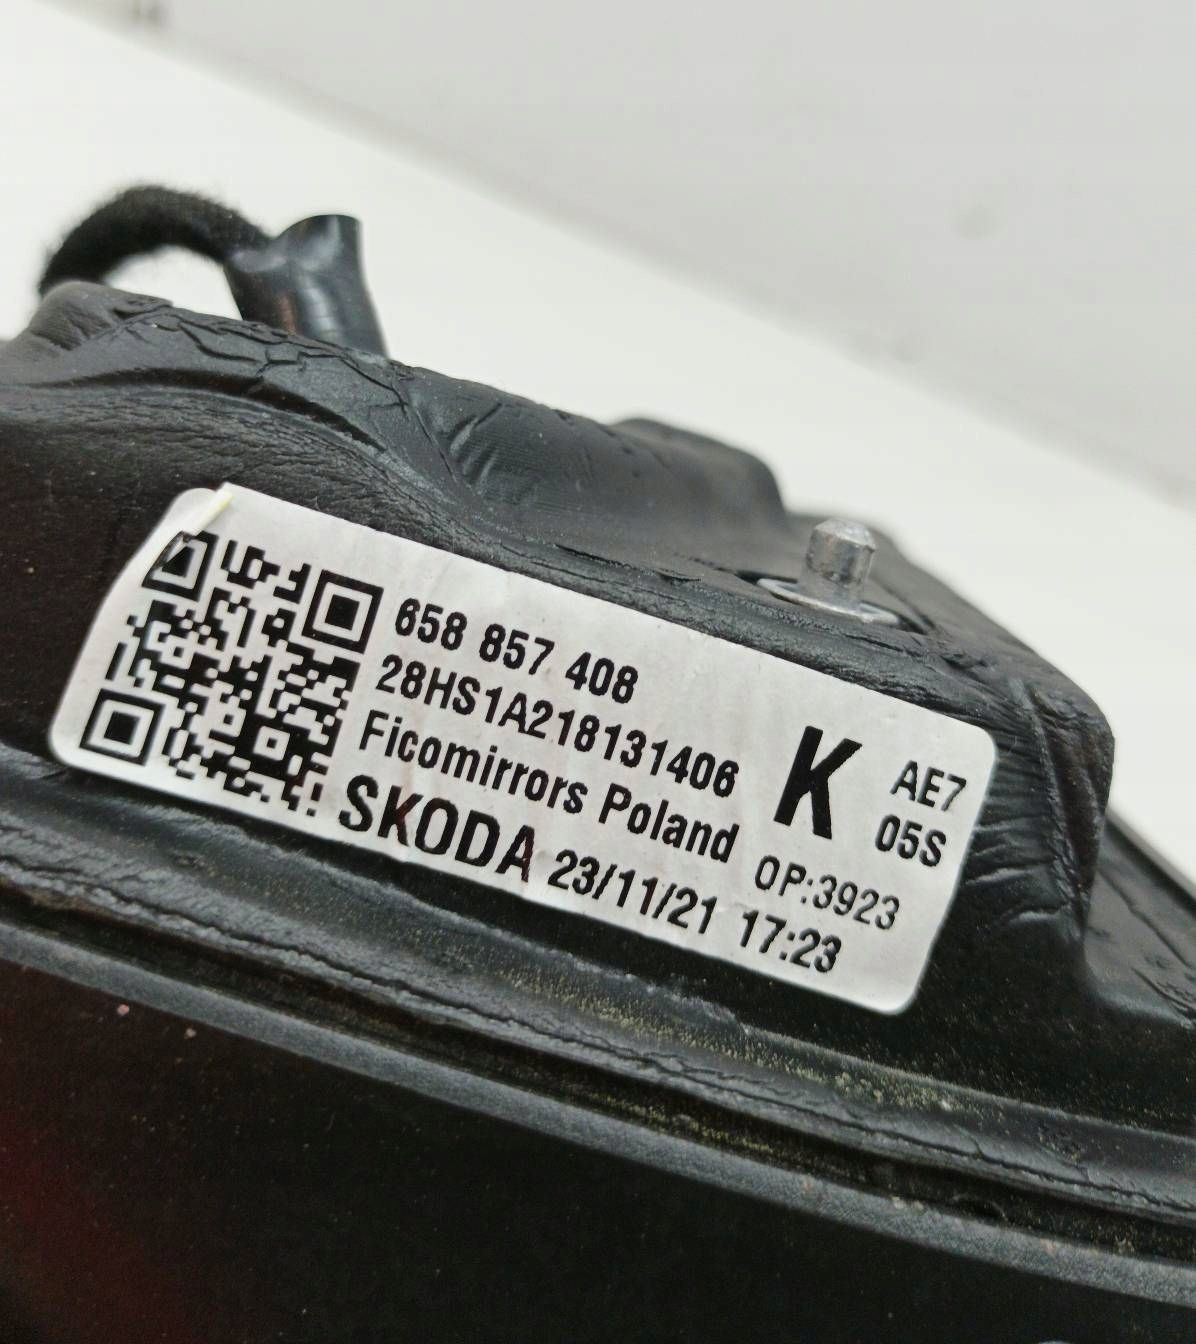 658 857 408
28HS1A218131406
Ficomirrors Poland
SKODA 23/11/21 17:23
K
AE7
05S
OP:3923